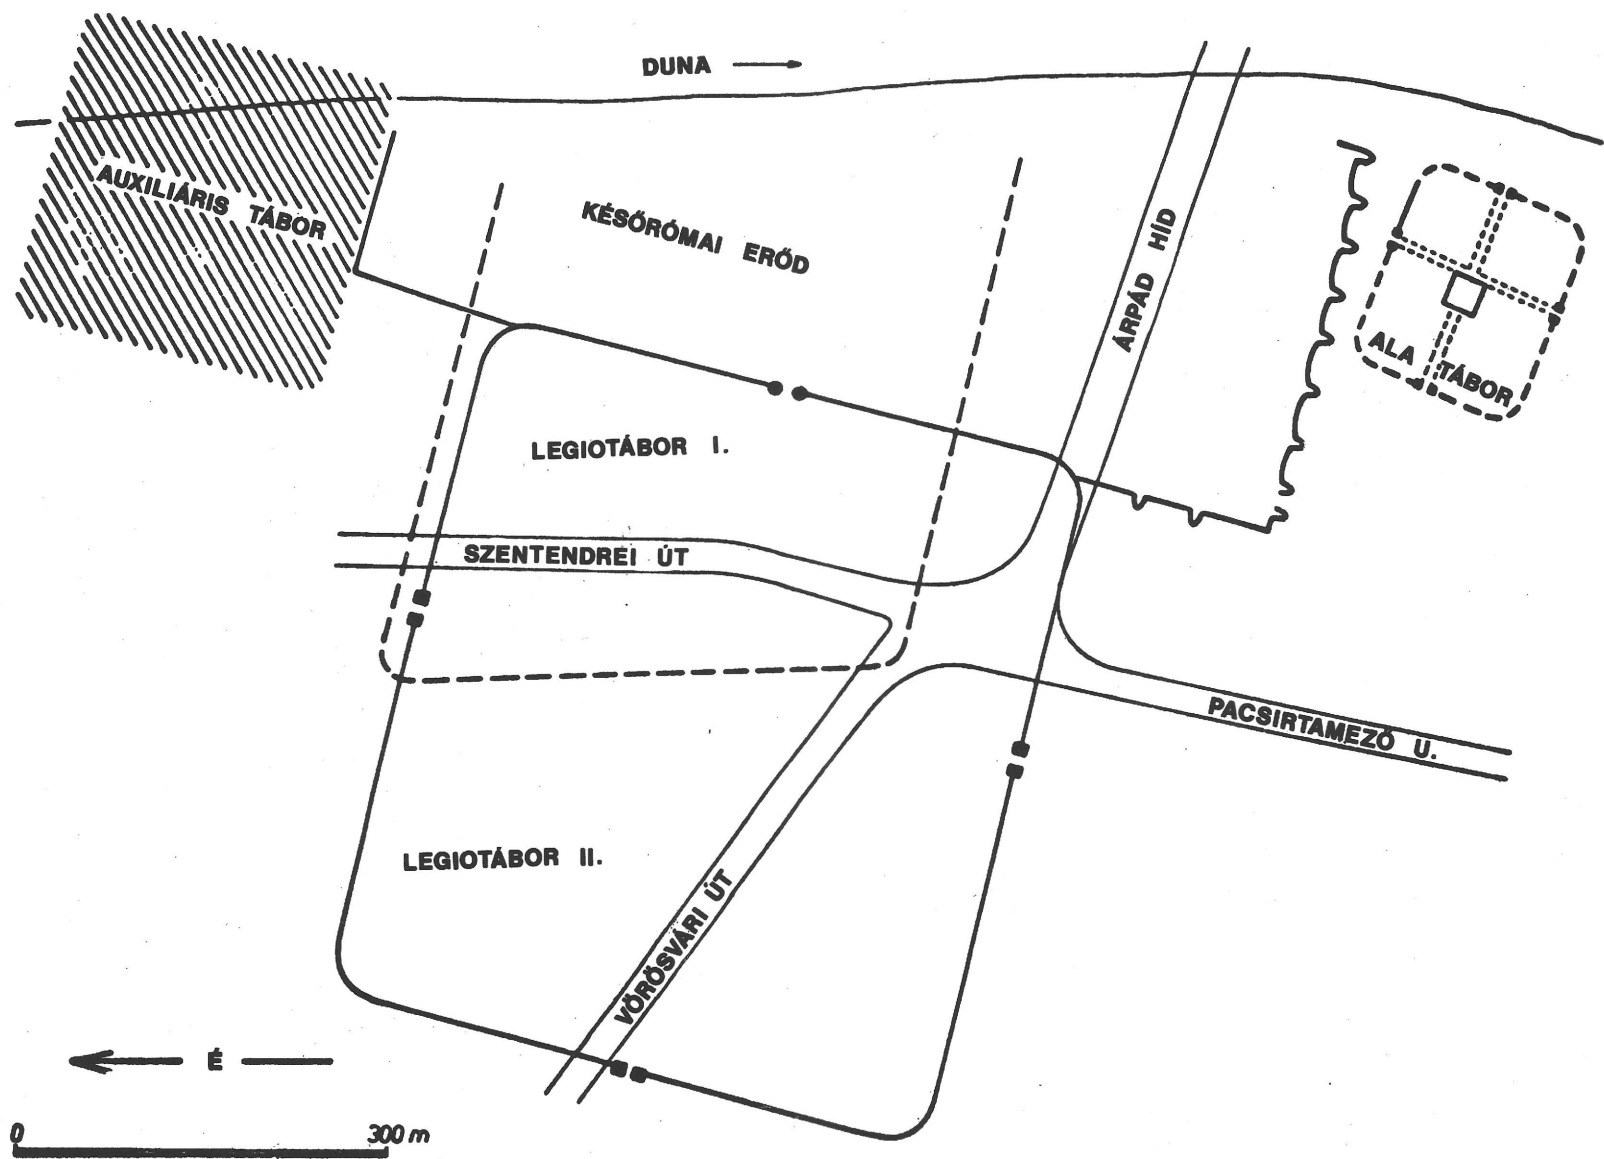 DUNA
AUXILIÁRIS TÁBOR
KÉSŐRÓMAI ERŐD
ÁRPÁD HÍD
ALA TÁBOR
LEGIOTÁBOR I.
SZENTENDREI ÚT
PACSIRTAMEZŐ U.
LEGIOTÁBOR II.
VÖRÖSVÁRI ÚT
É
0 300 m